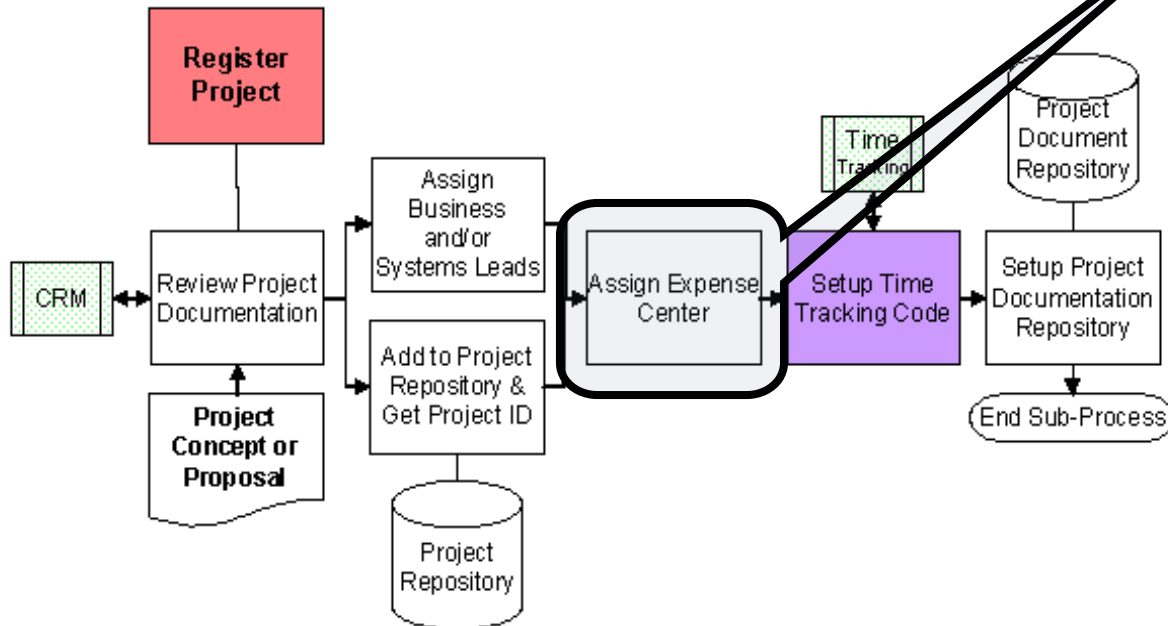 Register
Project
Project
Document
Repository
Time
Tracking
Assign
Business
and/or
Systems Leads
CRM
Review Project
Documentation
Assign Expense
Center
Setup Time
Tracking Code
Setup Project
Documentation
Repository
Add to Project
Repository &
Get Project ID
Project
Concept or
Proposal
End Sub-Process
Project
Repository